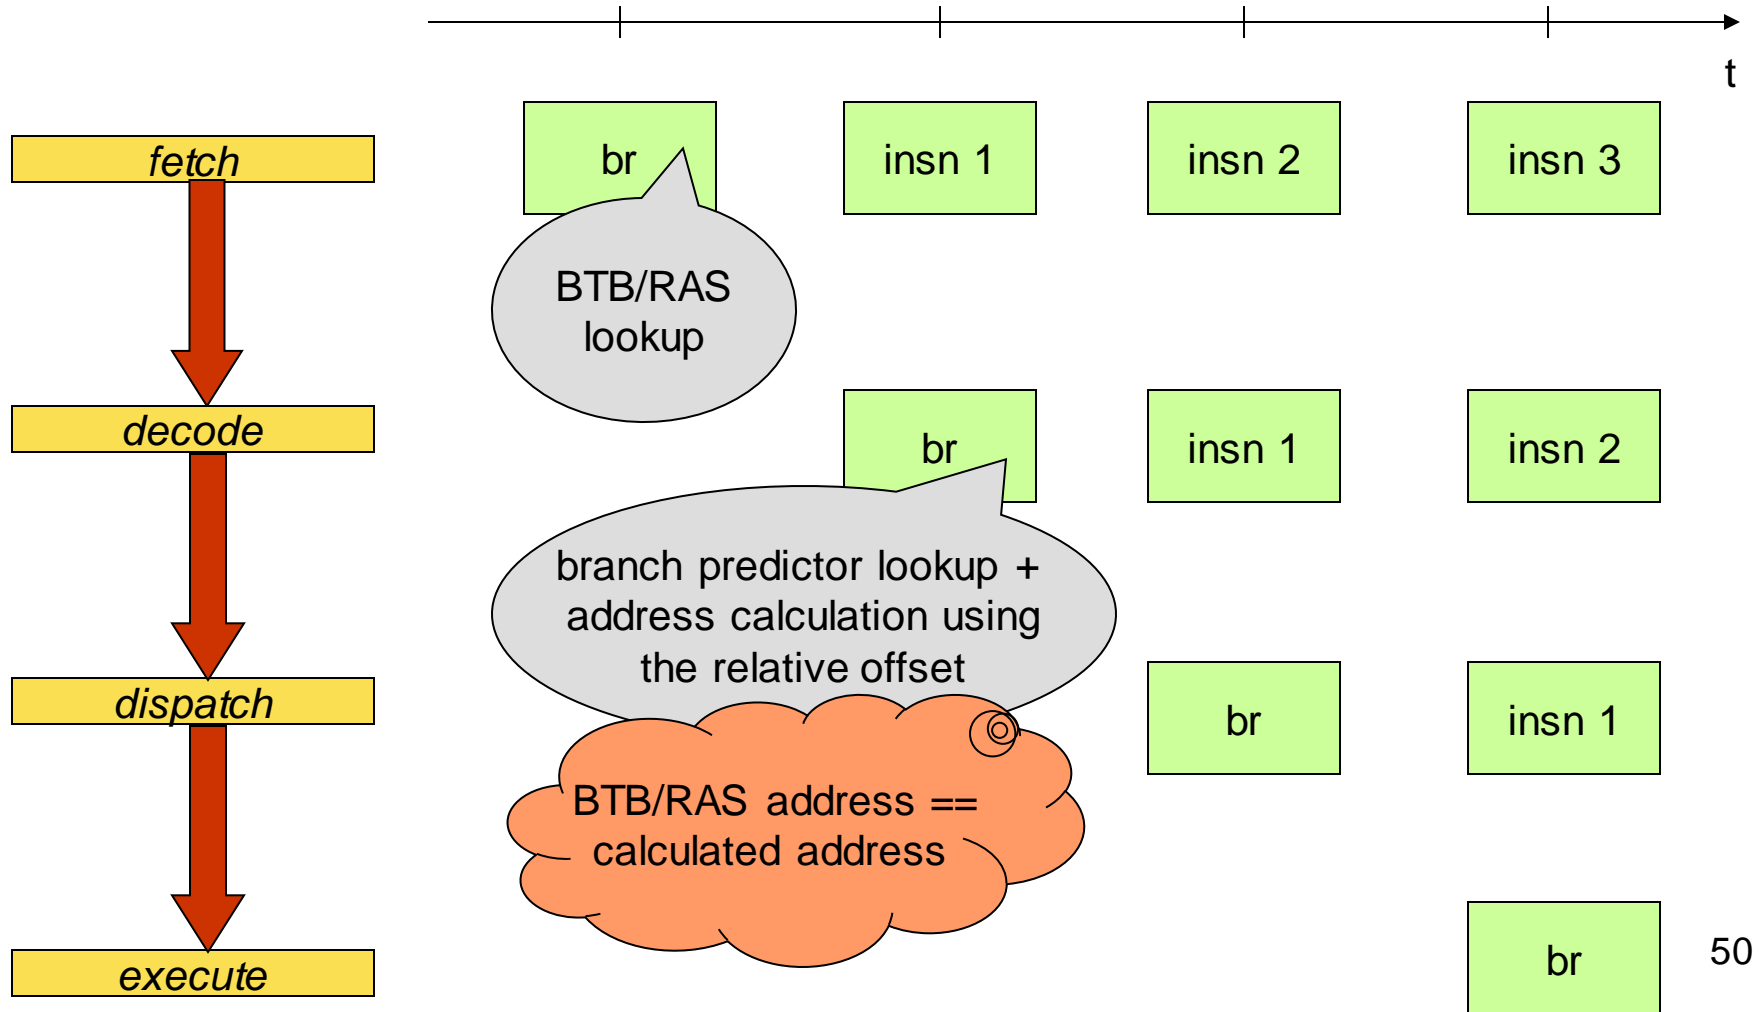 t
fetch
br
insn 1
insn 2
insn 3
BTB/RAS
lookup
decode
br
insn 1
insn 2
branch predictor lookup +
address calculation using
the relative offset
dispatch
br
insn 1
BTB/RAS address ==
calculated address
execute
br
50